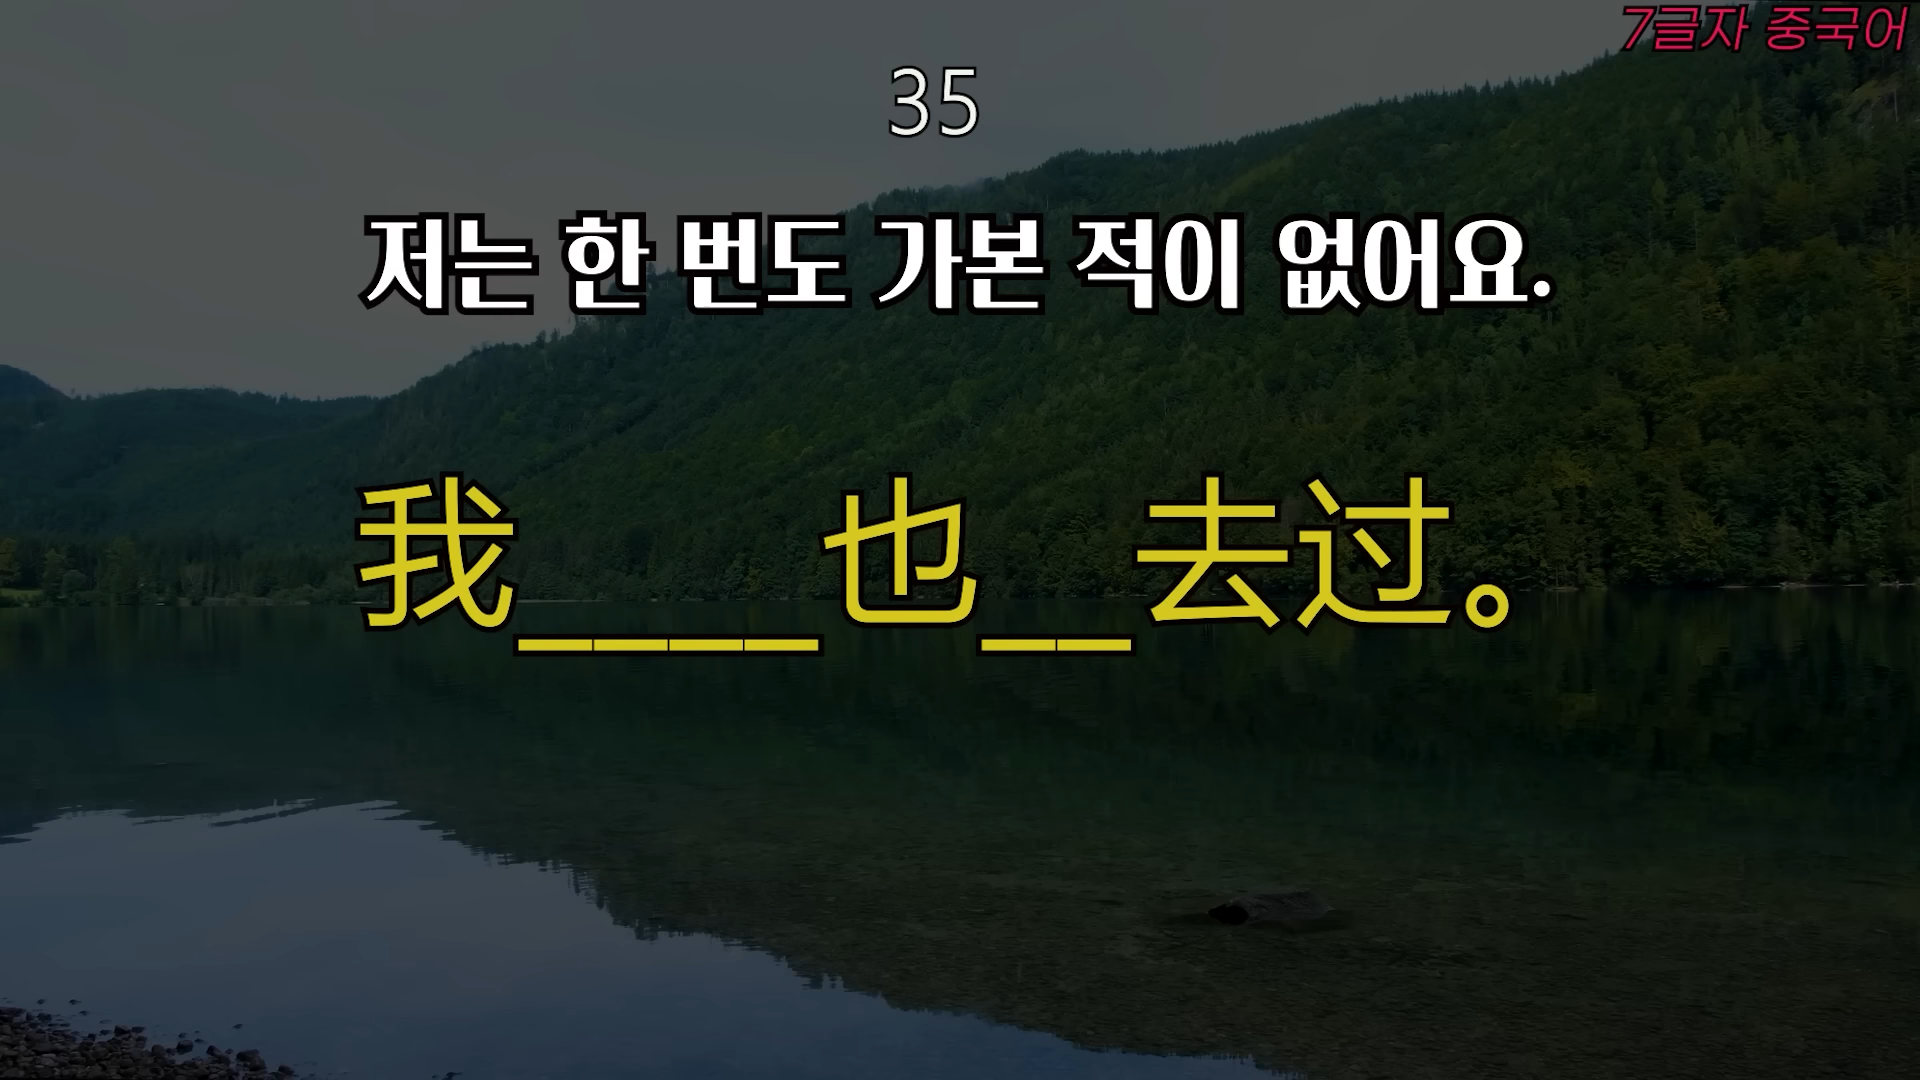 7글자 중국어
35
저는 한 번도 가본 적이 없어요.
我____也__去过。